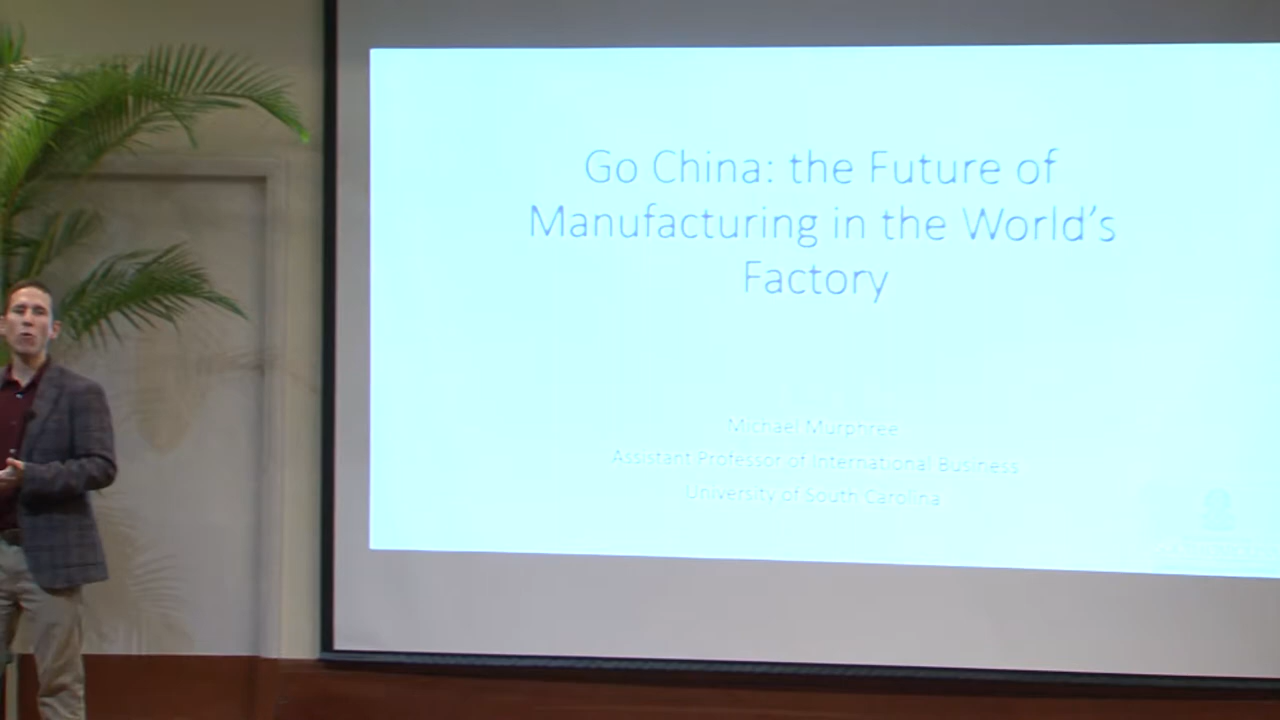 Go China: the Future of
Manufacturing in the World’s
Factory
Michael Murphree
Assistant Professor of International Business
University of South Carolina